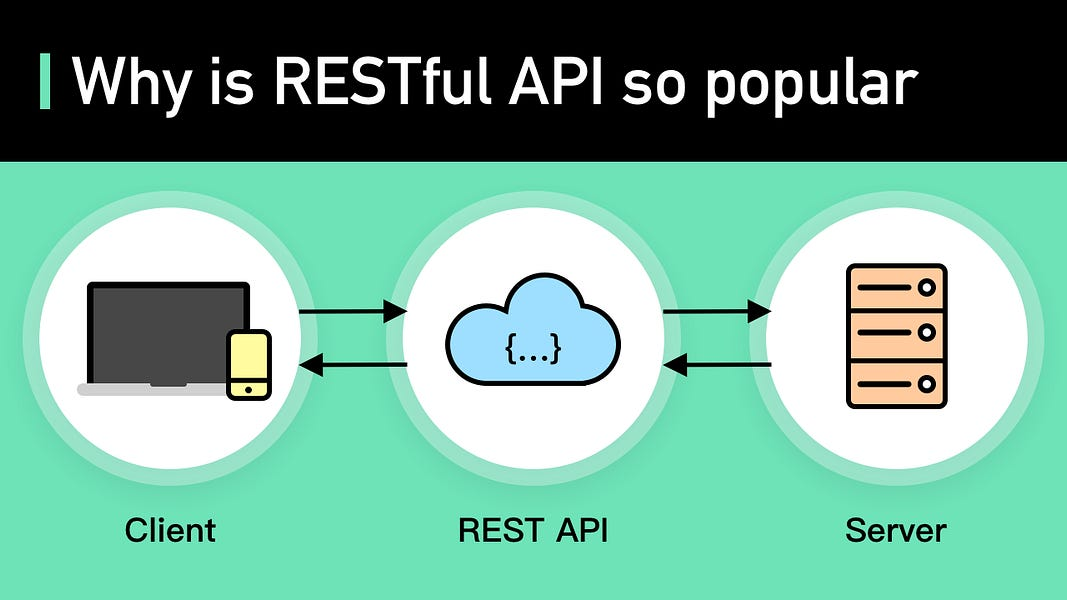 Why is RESTful API so popular
{...}
Client
REST API
Server